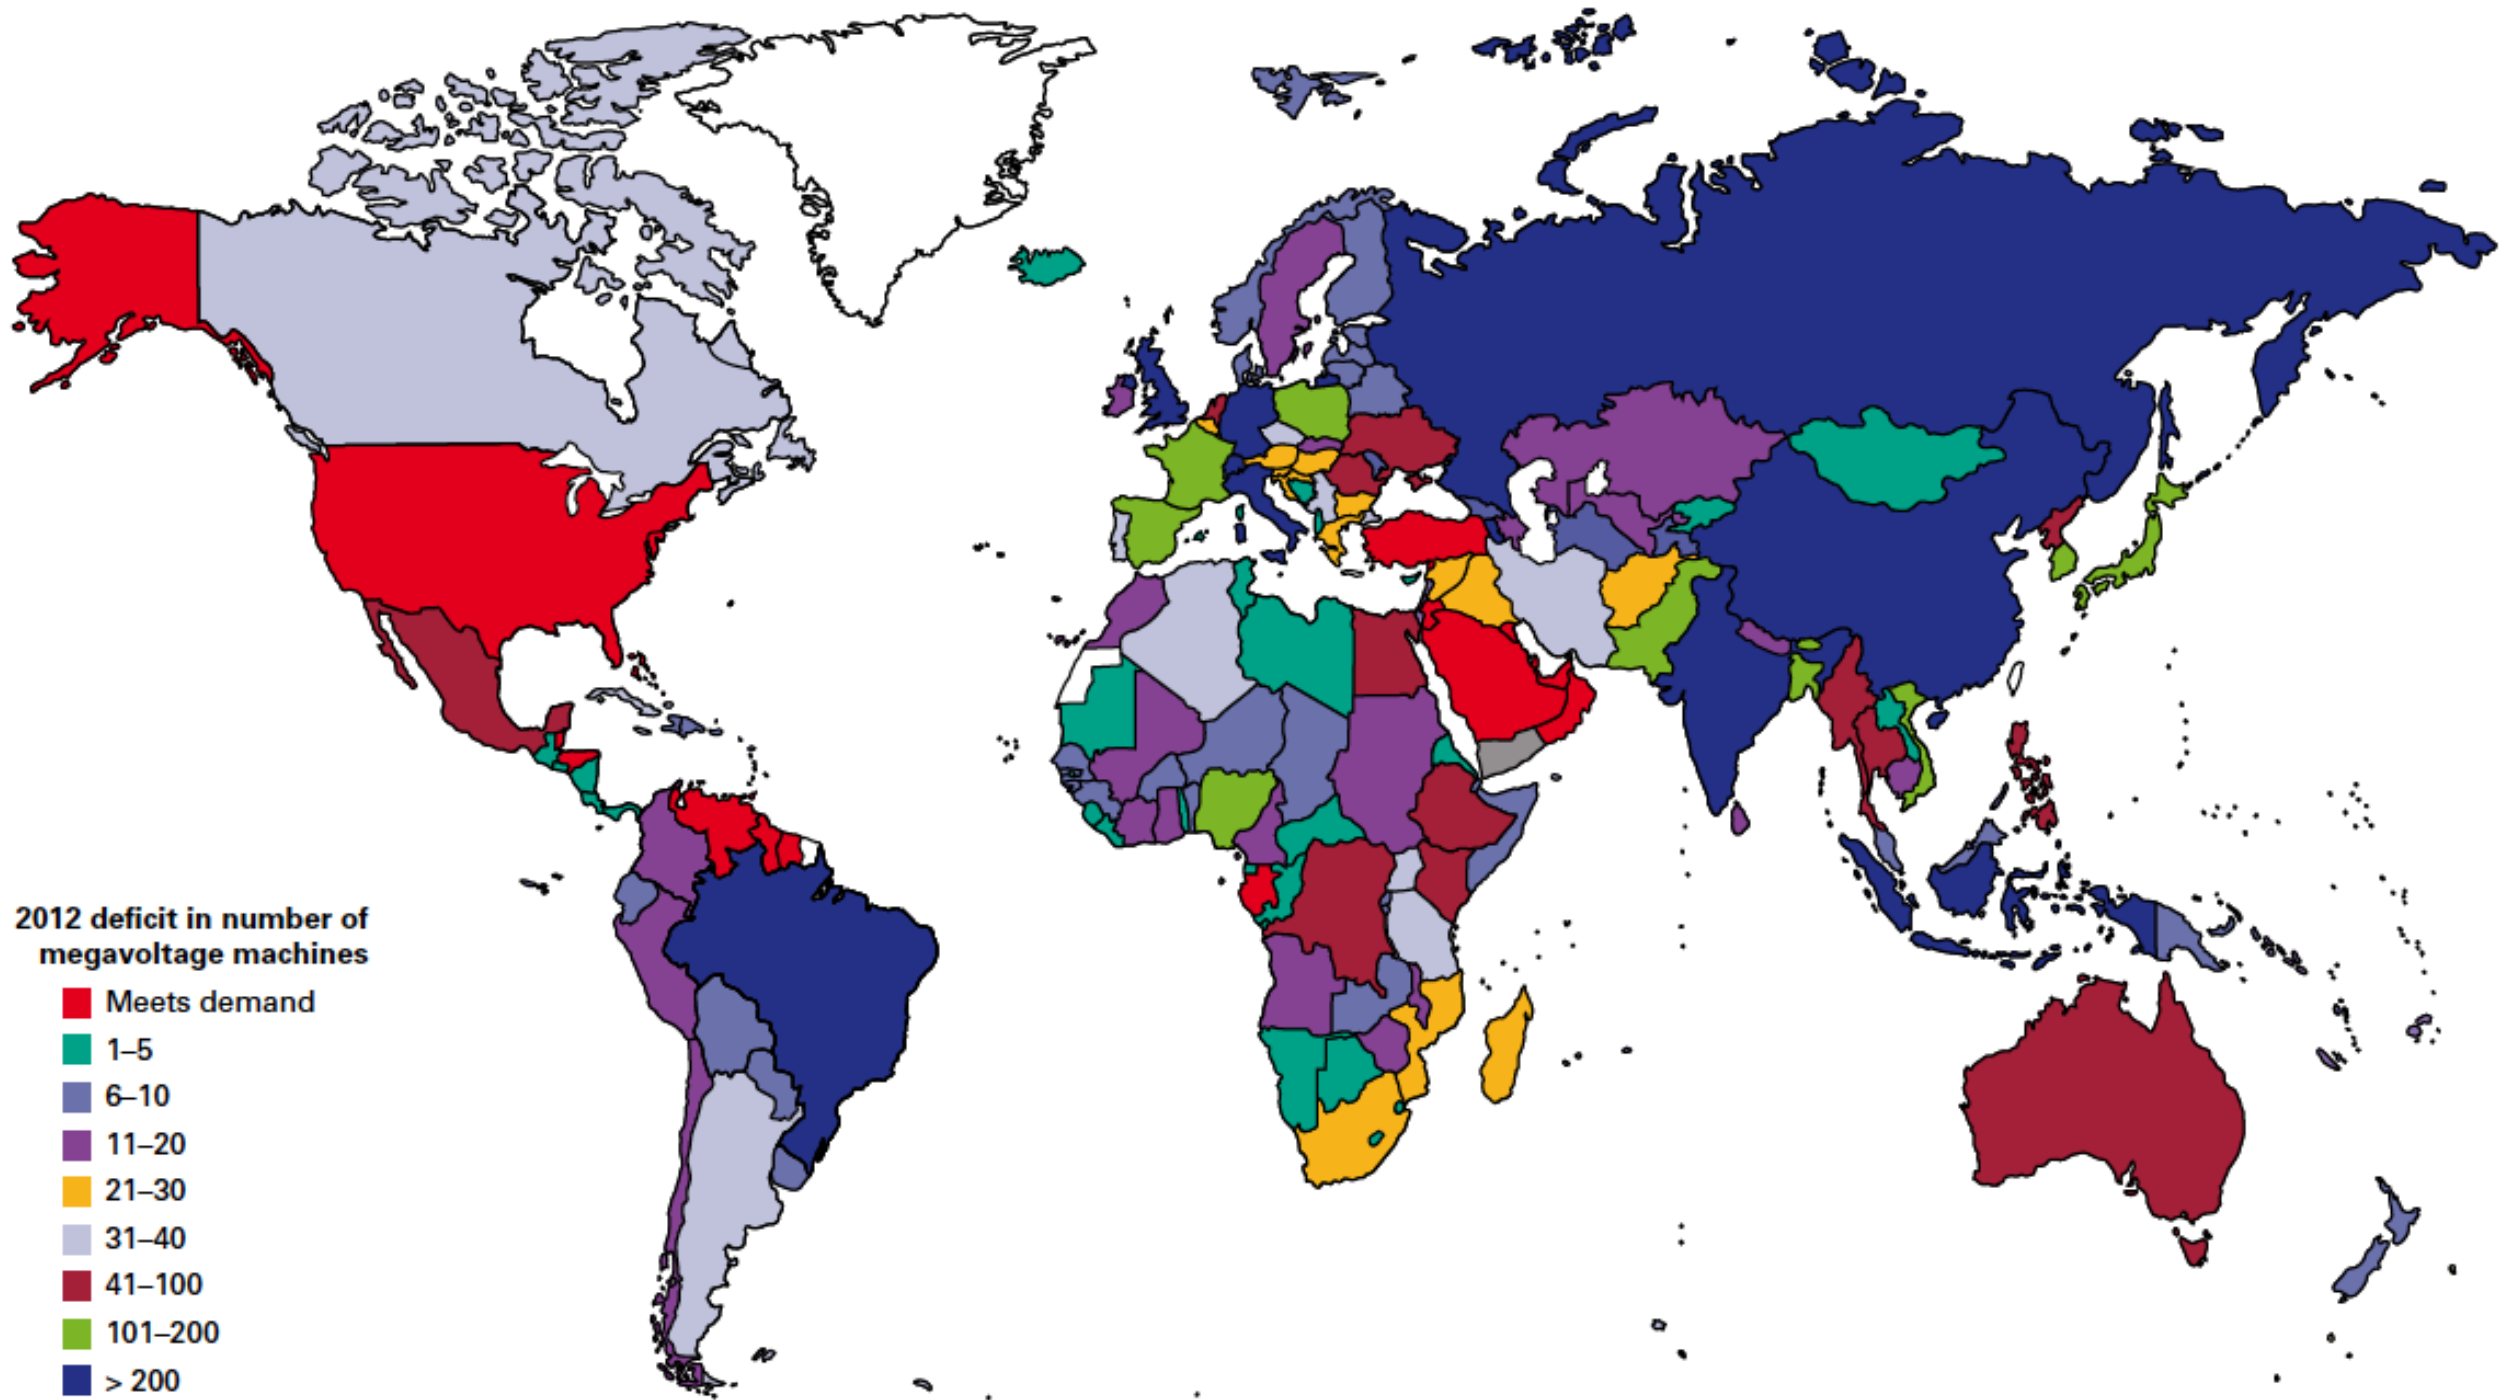 2012 deficit in number of
megavoltage machines
Meets demand
1–5
6–10
11–20
21–30
31–40
41–100
101–200
> 200